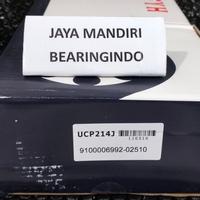 JAYA MANDIRI
BEARINGINDO
UCP214J
9100006992-02510